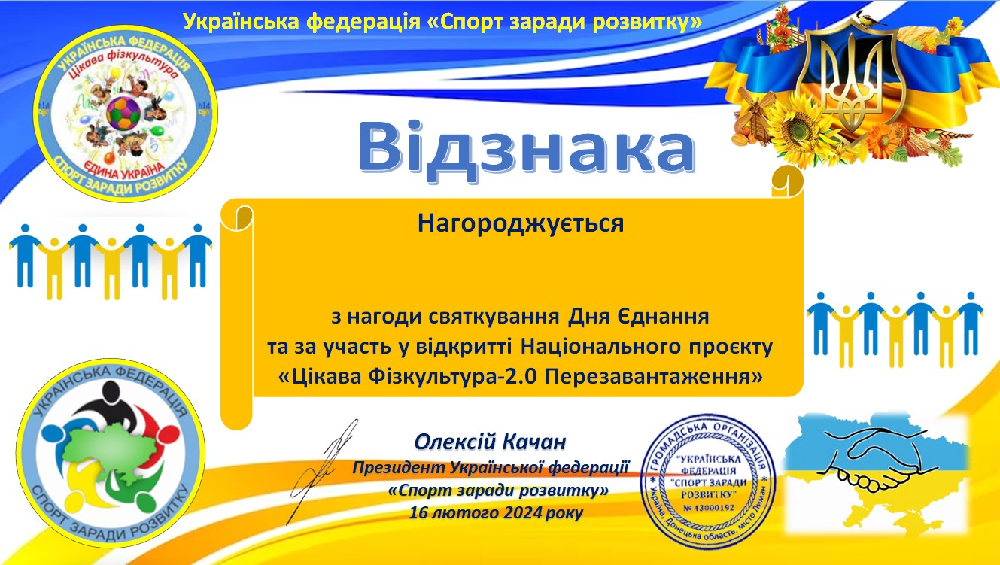 Українська федерація «Спорт заради розвитку»
УКРАЇНСЬКА ФЕДЕРАЦІЯ
Цікава фізкультура
ЄДИНА УКРАЇНА
СПОРТ ЗАРАДИ РОЗВИТКУ
Відзнака
Нагороджується
з нагоди святкування Дня Єднання
та за участь у відкритті Національного проєкту
«Цікава Фізкультура-2.0 Перезавантаження»
УКРАЇНСЬКА ФЕДЕРАЦІЯ
СПОРТ ЗАРАДИ РОЗВИТКУ
Олексій Качан
Президент Української федерації
«Спорт заради розвитку»
16 лютого 2024 року
* ГРОМАДСЬКА ОРГАНІЗАЦІЯ *
"УКРАЇНСЬКА
ФЕДЕРАЦІЯ
"СПОРТ ЗАРАДИ
РОЗВИТКУ"
№ 43000192
Україна, Донецька область, місто Лиман